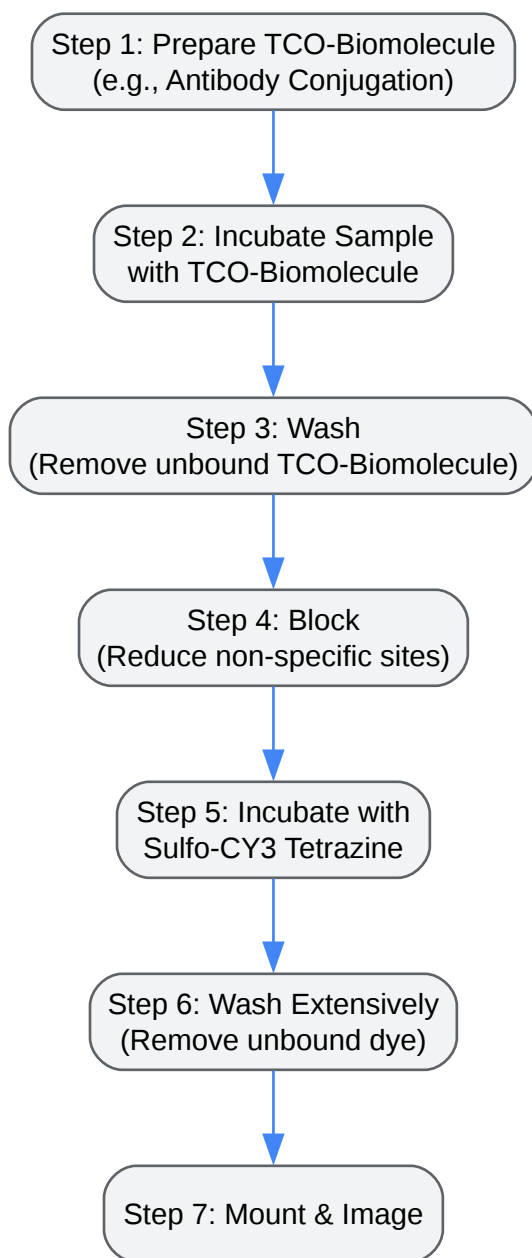 Step 1: Prepare TCO-Biomolecule
(e.g., Antibody Conjugation)
Step 2: Incubate Sample
with TCO-Biomolecule
Step 3: Wash
(Remove unbound TCO-Biomolecule)
Step 4: Block
(Reduce non-specific sites)
Step 5: Incubate with
Sulfo-CY3 Tetrazine
Step 6: Wash Extensively
(Remove unbound dye)
Step 7: Mount & Image